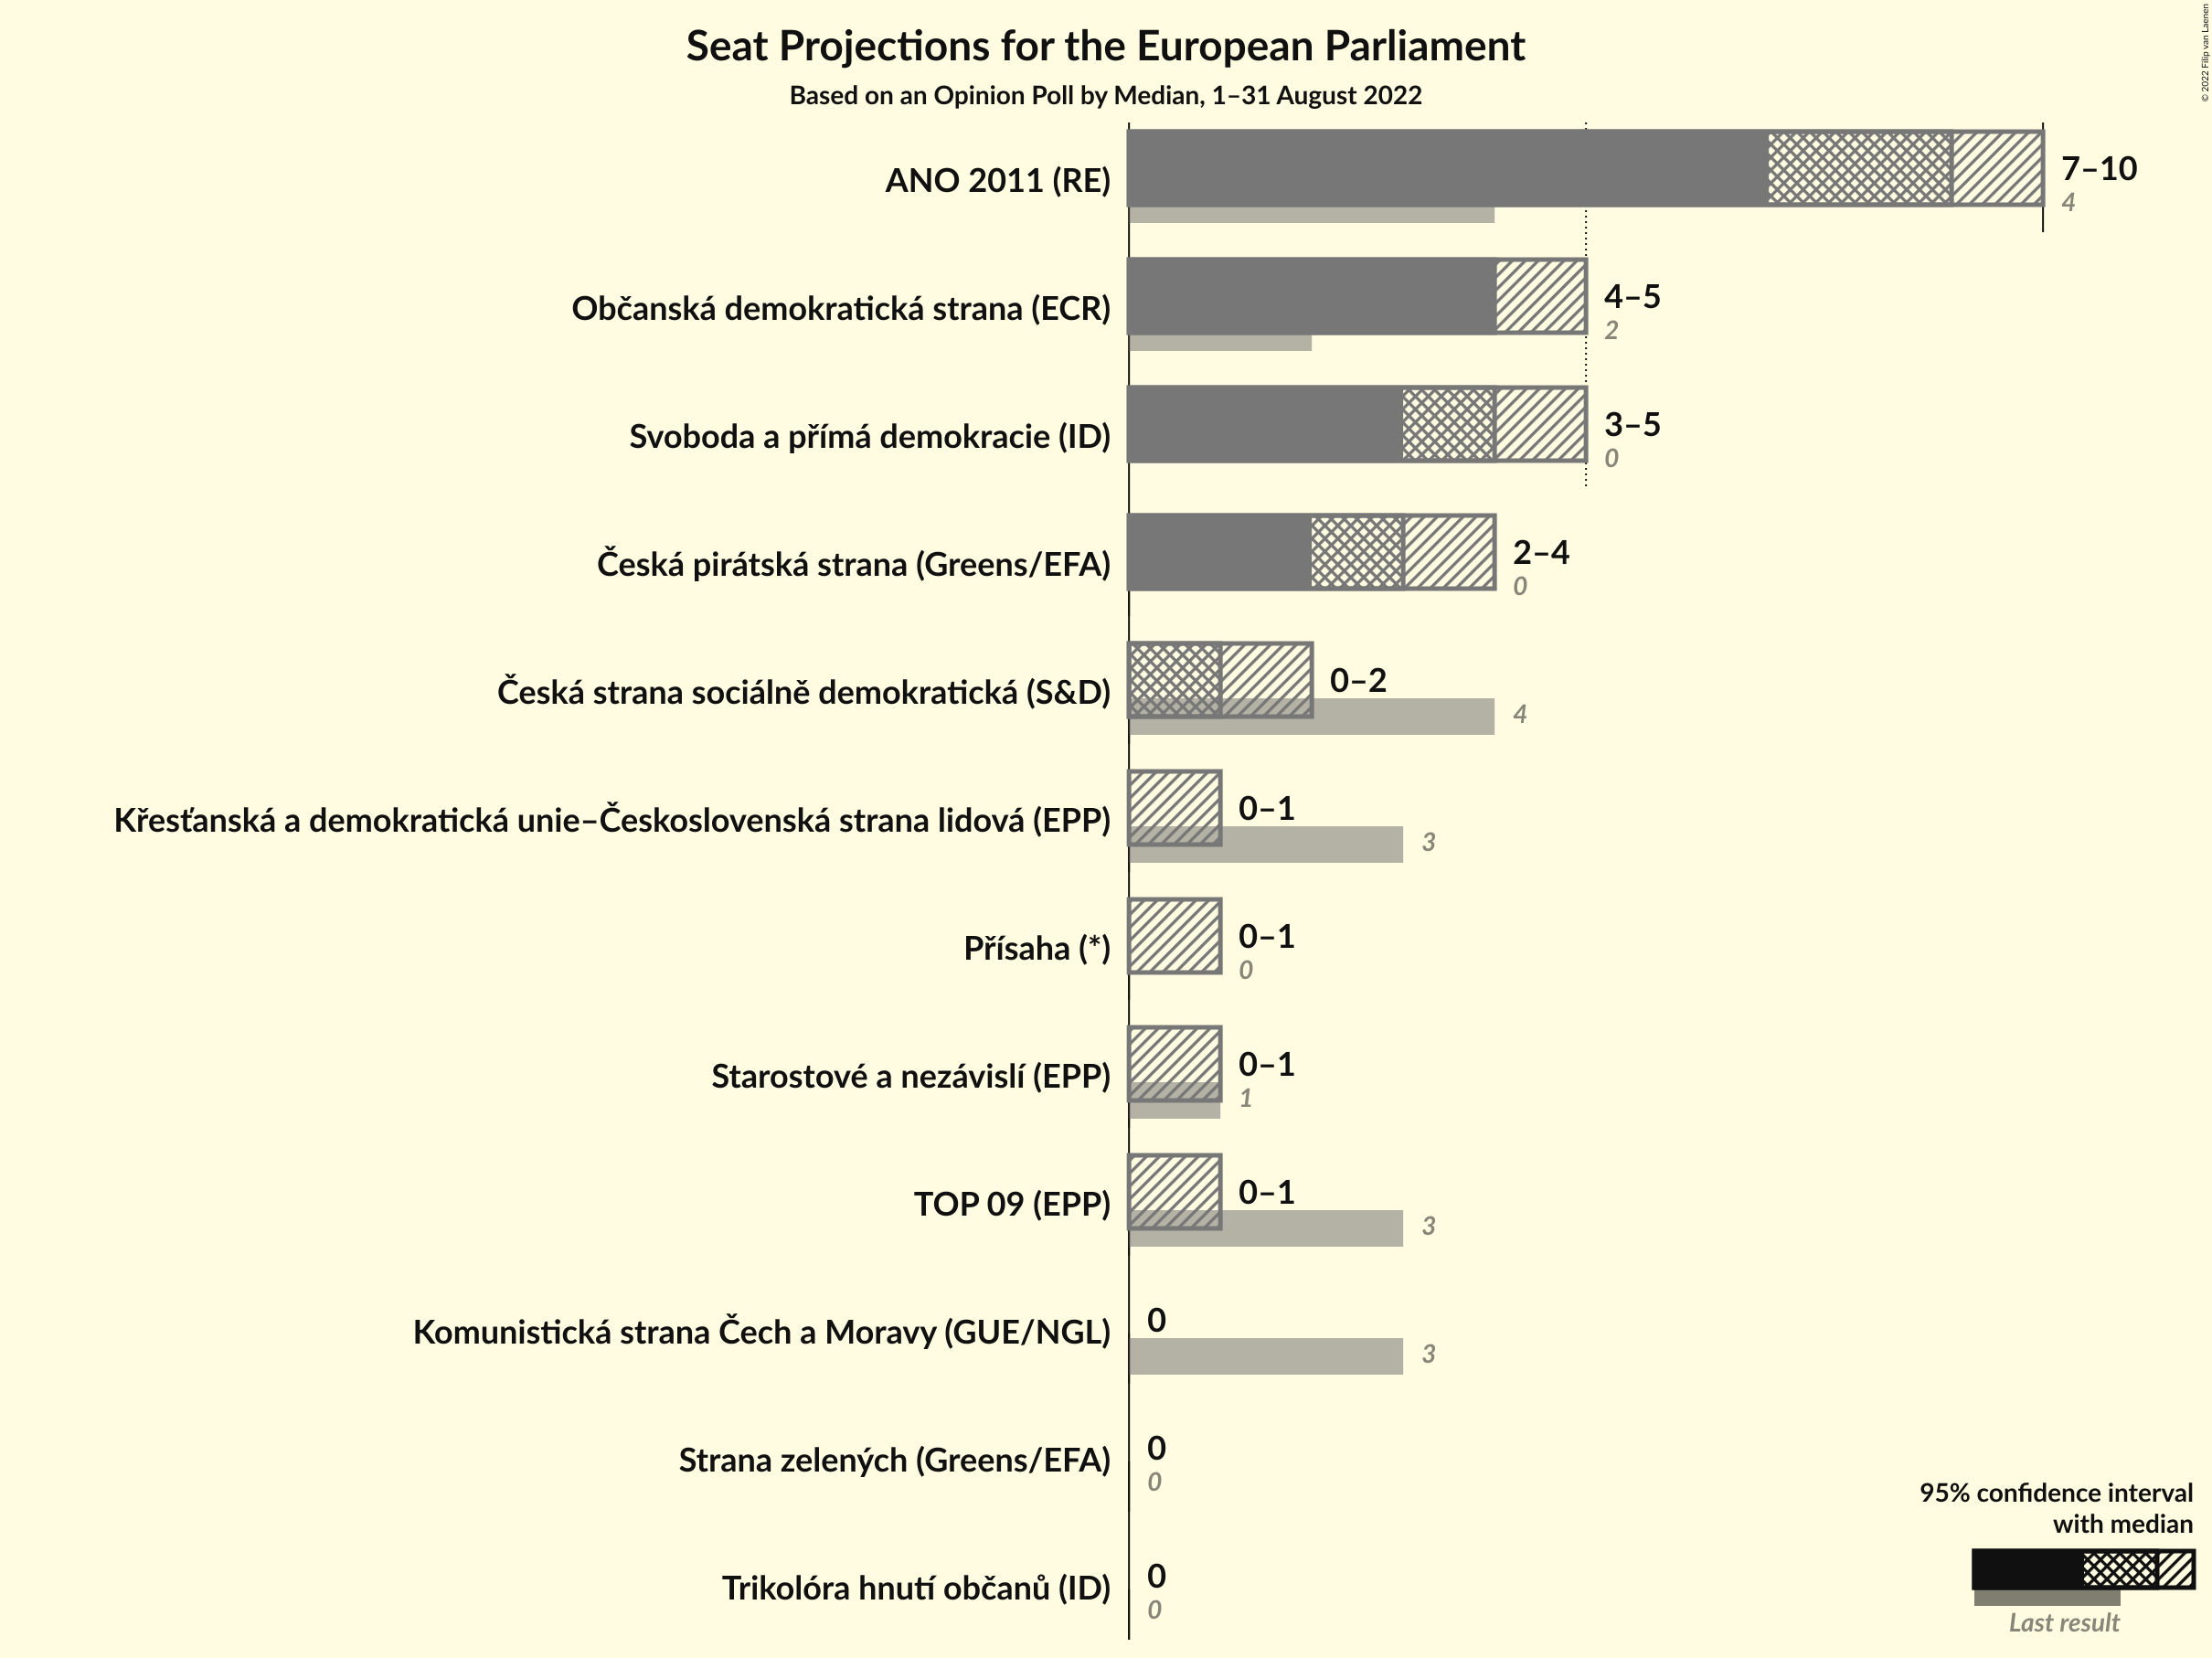 Seat Projections for the European Parliament
Based on an Opinion Poll by Median, 1–31 August 2022
© 2022 Filip van Laenen
ANO 2011 (RE)
7–10
4
Občanská demokratická strana (ECR)
4–5
2
Svoboda a přímá demokracie (ID)
3–5
0
Česká pirátská strana (Greens/EFA)
2–4
0
Česká strana sociálně demokratická (S&D)
0–2
4
Křesťanská a demokratická unie–Československá strana lidová (EPP)
0–1
3
Přísaha (*)
0–1
0
Starostové a nezávislí (EPP)
0–1
1
TOP 09 (EPP)
0–1
3
Komunistická strana Čech a Moravy (GUE/NGL)
0
3
Strana zelených (Greens/EFA)
0
0
Trikolóra hnutí občanů (ID)
0
0
95% confidence interval
with median
Last result